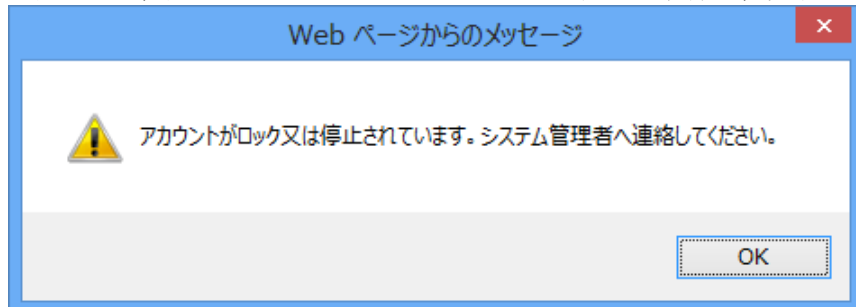 Web ページからのメッセージ
アカウントがロック又は停止されています。システム管理者へ連絡してください。
OK